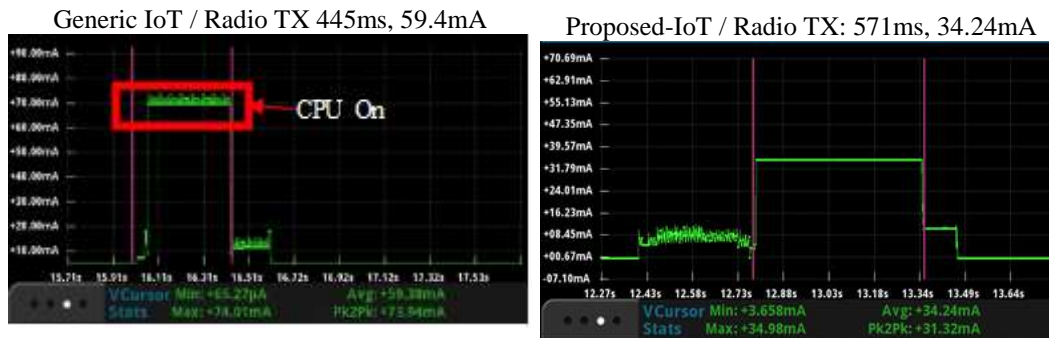 Generic IoT / Radio TX 445ms, 59.4mA
Proposed-IoT / Radio TX: 571ms, 34.24mA
+90.00mA
+80.00mA
+70.00mA
+60.00mA
+50.00mA
+40.00mA
+30.00mA
+20.00mA
+10.00mA
CPU On
15.71s 15.91s 16.11s 16.31s 16.51s 16.72s 16.92s 17.12s 17.32s 17.53s
VCursor Min: +65.27µA Avg: +59.38mA
Stats Max: +74.01mA Pk2Pk: +73.94mA
+70.69mA
+62.91mA
+55.13mA
+47.35mA
+39.57mA
+31.79mA
+24.01mA
+16.23mA
+08.45mA
+00.67mA
-07.10mA
12.27s 12.43s 12.58s 12.73s 12.88s 13.03s 13.18s 13.34s 13.49s 13.64s
VCursor Min: +3.658mA Avg: +34.24mA
Stats Max: +34.98mA Pk2Pk: +31.32mA